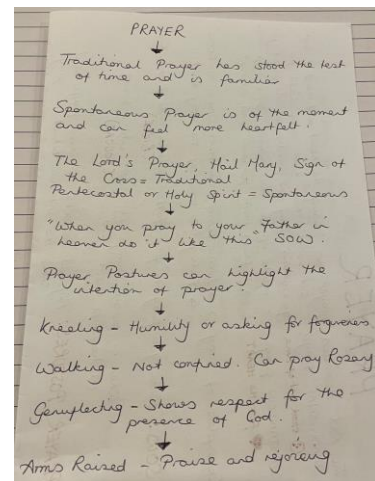 PRAYER
↓
Traditional Prayer has stood the test
of time and is familiar
↓
Spontaneous Prayer is of the moment
and can feel more heartfelt.
↓
The Lord's Prayer, Hail Mary, Sign of
the Cross = Traditional
Pentecostal or Holy Spirit = Spontaneous
↓
"When you pray to your Father in
heaven do it like this" SOW.
↓
Prayer Postures can highlight the
intention of prayer.
↓
Kneeling - Humility or asking for forgiveness
↓
Walking - Not confined. Can pray Rosary
↓
Genuflecting - Shows respect for the
presence of God.
↓
Arms Raised - Praise and rejoicing